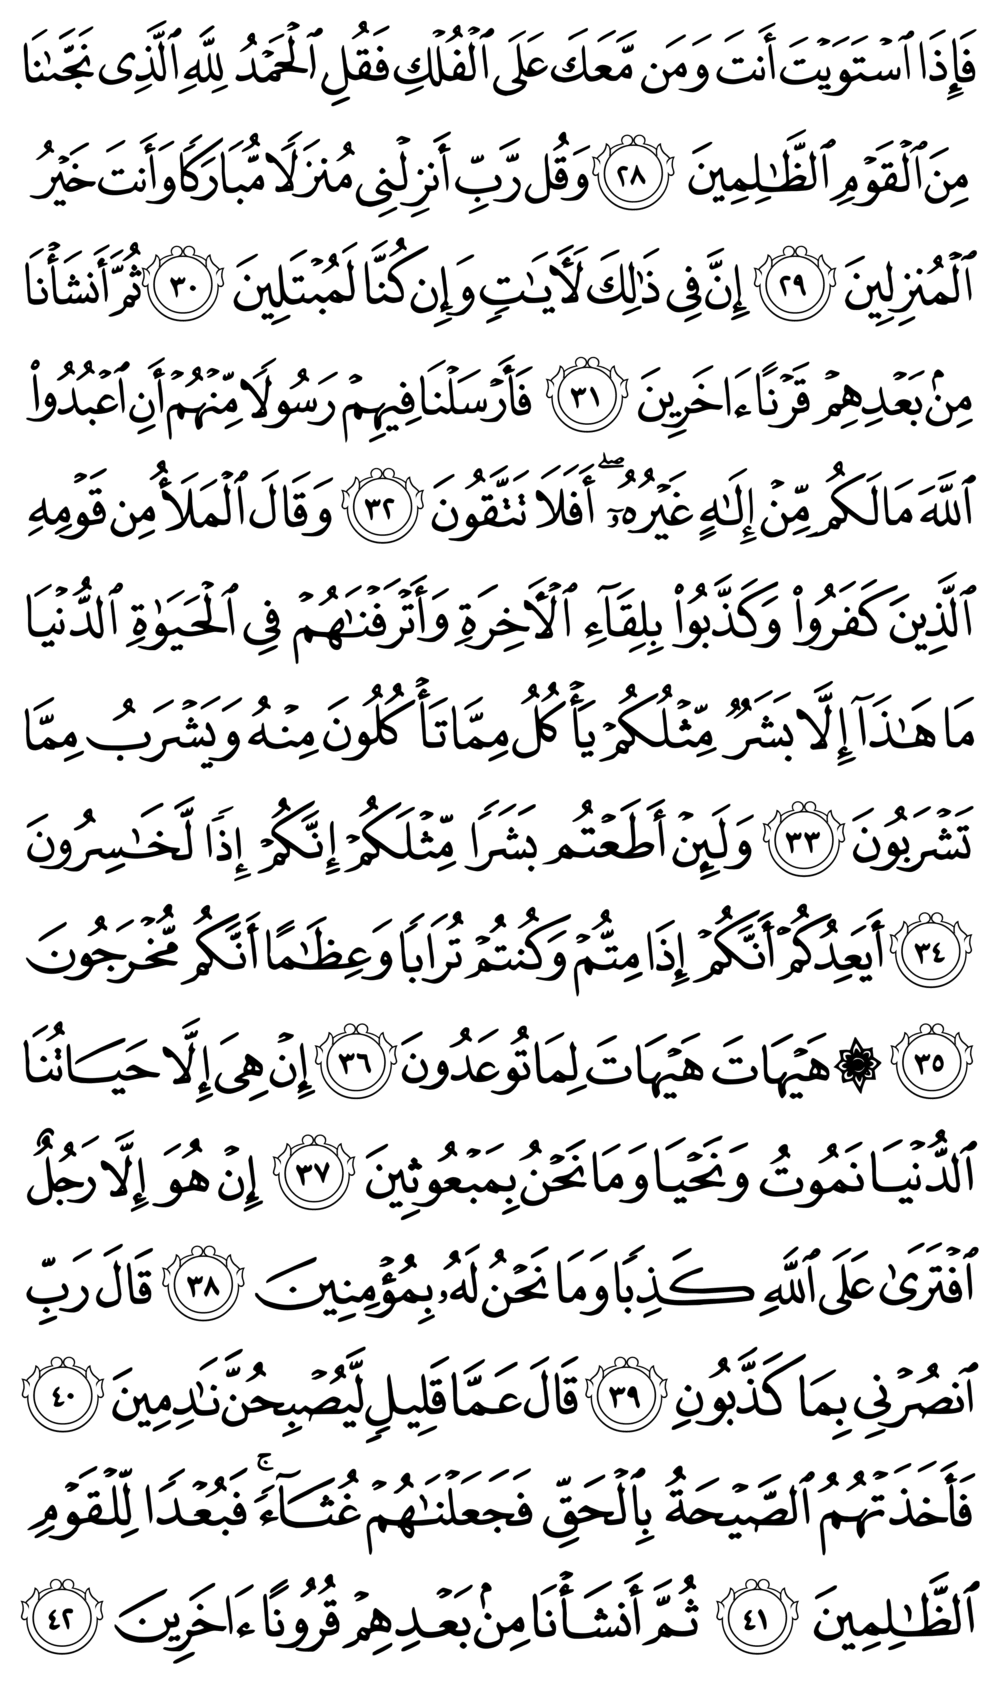 فَإِذَا ٱسۡتَوَيۡتَ أَنتَ وَمَن مَّعَكَ عَلَى ٱلۡفُلۡكِ فَقُلِ ٱلۡحَمۡدُ لِلَّهِ ٱلَّذِي نَجَّىٰنَا
مِنَ ٱلۡقَوۡمِ ٱلظَّـٰلِمِينَ ٢٨ وَقُل رَّبِّ أَنزِلۡنِي مُنزَلٗا مُّبَارَكٗا وَأَنتَ خَيۡرُ
ٱلۡمُنزِلِينَ ٢٩ إِنَّ فِي ذَٰلِكَ لَأٓيَـٰتٖ وَإِن كُنَّا لَمُبۡتَلِينَ ٣٠ ثُمَّ أَنشَأۡنَا
مِنۢ بَعۡدِهِمۡ قَرۡنًا ءَاخَرِينَ ٣١ فَأَرۡسَلۡنَا فِيهِمۡ رَسُولٗا مِّنۡهُمۡ أَنِ ٱعۡبُدُواْ
ٱللَّهَ مَا لَكُم مِّنۡ إِلَـٰهٍ غَيۡرُهُۥٓۖ أَفَلَا تَتَّقُونَ ٣٢ وَقَالَ ٱلۡمَلَأُ مِن قَوۡمِهِ
ٱلَّذِينَ كَفَرُواْ وَكَذَّبُواْ بِلِقَآءِ ٱلۡأٓخِرَةِ وَأَتۡرَفۡنَـٰهُمۡ فِي ٱلۡحَيَوٰةِ ٱلدُّنۡيَا
مَا هَـٰذَآ إِلَّا بَشَرٞ مِّثۡلُكُمۡ يَأۡكُلُ مِمَّا تَأۡكُلُونَ مِنۡهُ وَيَشۡرَبُ مِمَّا
تَشۡرَبُونَ ٣٣ وَلَئِنۡ أَطَعۡتُم بَشَرٗا مِّثۡلَكُمۡ إِنَّكُمۡ إِذٗا لَّخَـٰسِرُونَ
٣٤ أَيَعِدُكُمۡ أَنَّكُمۡ إِذَا مِتُّمۡ وَكُنتُمۡ تُرَابٗا وَعِظَـٰمًا أَنَّكُم مُّخۡرَجُونَ
٣٥ ۞ هَيۡهَاتَ هَيۡهَاتَ لِمَا تُوعَدُونَ ٣٦ إِنۡ هِيَ إِلَّا حَيَاتُنَا
ٱلدُّنۡيَا نَمُوتُ وَنَحۡيَا وَمَا نَحۡنُ بِمَبۡعُوثِينَ ٣٧ إِنۡ هُوَ إِلَّا رَجُلٌ
ٱفۡتَرَىٰ عَلَى ٱللَّهِ كَذِبٗا وَمَا نَحۡنُ لَهُۥ بِمُؤۡمِنِينَ ٣٨ قَالَ رَبِّ
ٱنصُرۡنِي بِمَا كَذَّبُونِ ٣٩ قَالَ عَمَّا قَلِيلٖ لَّيُصۡبِحُنَّ نَـٰدِمِينَ ٤٠
فَأَخَذَتۡهُمُ ٱلصَّيۡحَةُ بِٱلۡحَقِّ فَجَعَلۡنَـٰهُمۡ غُثَآءٗۚ فَبُعۡدٗا لِّلۡقَوۡمِ
ٱلظَّـٰلِمِينَ ٤١ ثُمَّ أَنشَأۡنَا مِنۢ بَعۡدِهِمۡ قُرُونًا ءَاخَرِينَ ٤٢